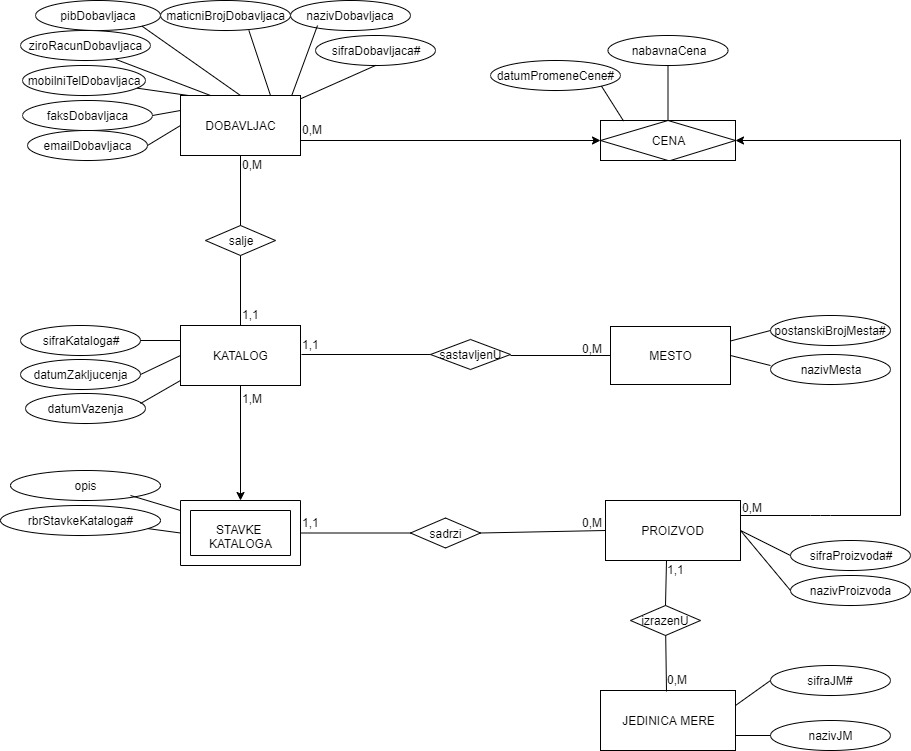 pibDobavljaca
maticniBrojDobavljaca
nazivDobavljaca
ziroRacunDobavljaca
sifraDobavljaca#
nabavnaCena
mobilniTelDobavljaca
datumPromeneCene#
faksDobavljaca
DOBAVLJAC
0,M
CENA
emailDobavljaca
0,M
salje
1,1
sifraKataloga#
KATALOG
1,1
sastavljenU
0,M
MESTO
postanskiBrojMesta#
datumZakljucenja
nazivMesta
datumVazenja
1,M
opis
rbrStavkeKataloga#
STAVKE
KATALOGA
1,1
sadrzi
0,M
PROIZVOD
0,M
sifraProizvoda#
1,1
nazivProizvoda
izrazenU
0,M
sifraJM#
JEDINICA MERE
nazivJM